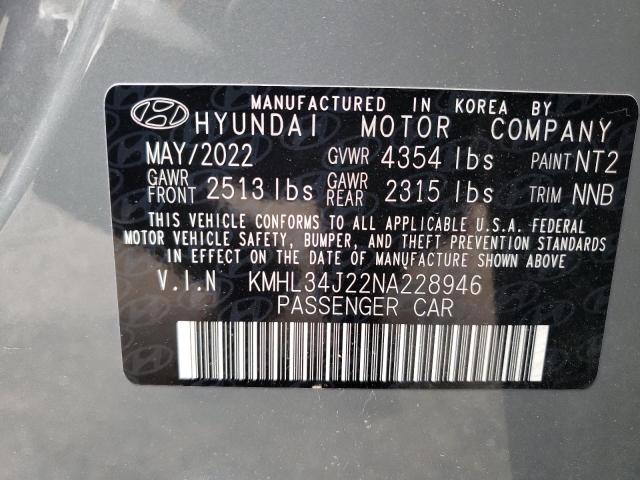 MANUFACTURED IN KOREA BY
HYUNDAI MOTOR COMPANY
MAY/2022 GVWR 4354 lbs PAINT NT2
GAWR FRONT 2513 lbs GAWR REAR 2315 lbs TRIM NNB
THIS VEHICLE CONFORMS TO ALL APPLICABLE U.S.A. FEDERAL
MOTOR VEHICLE SAFETY, BUMPER, AND THEFT PREVENTION STANDARDS
IN EFFECT ON THE DATE OF MANUFACTURE SHOWN ABOVE
V.I.N KMHL34J22NA228946
PASSENGER CAR